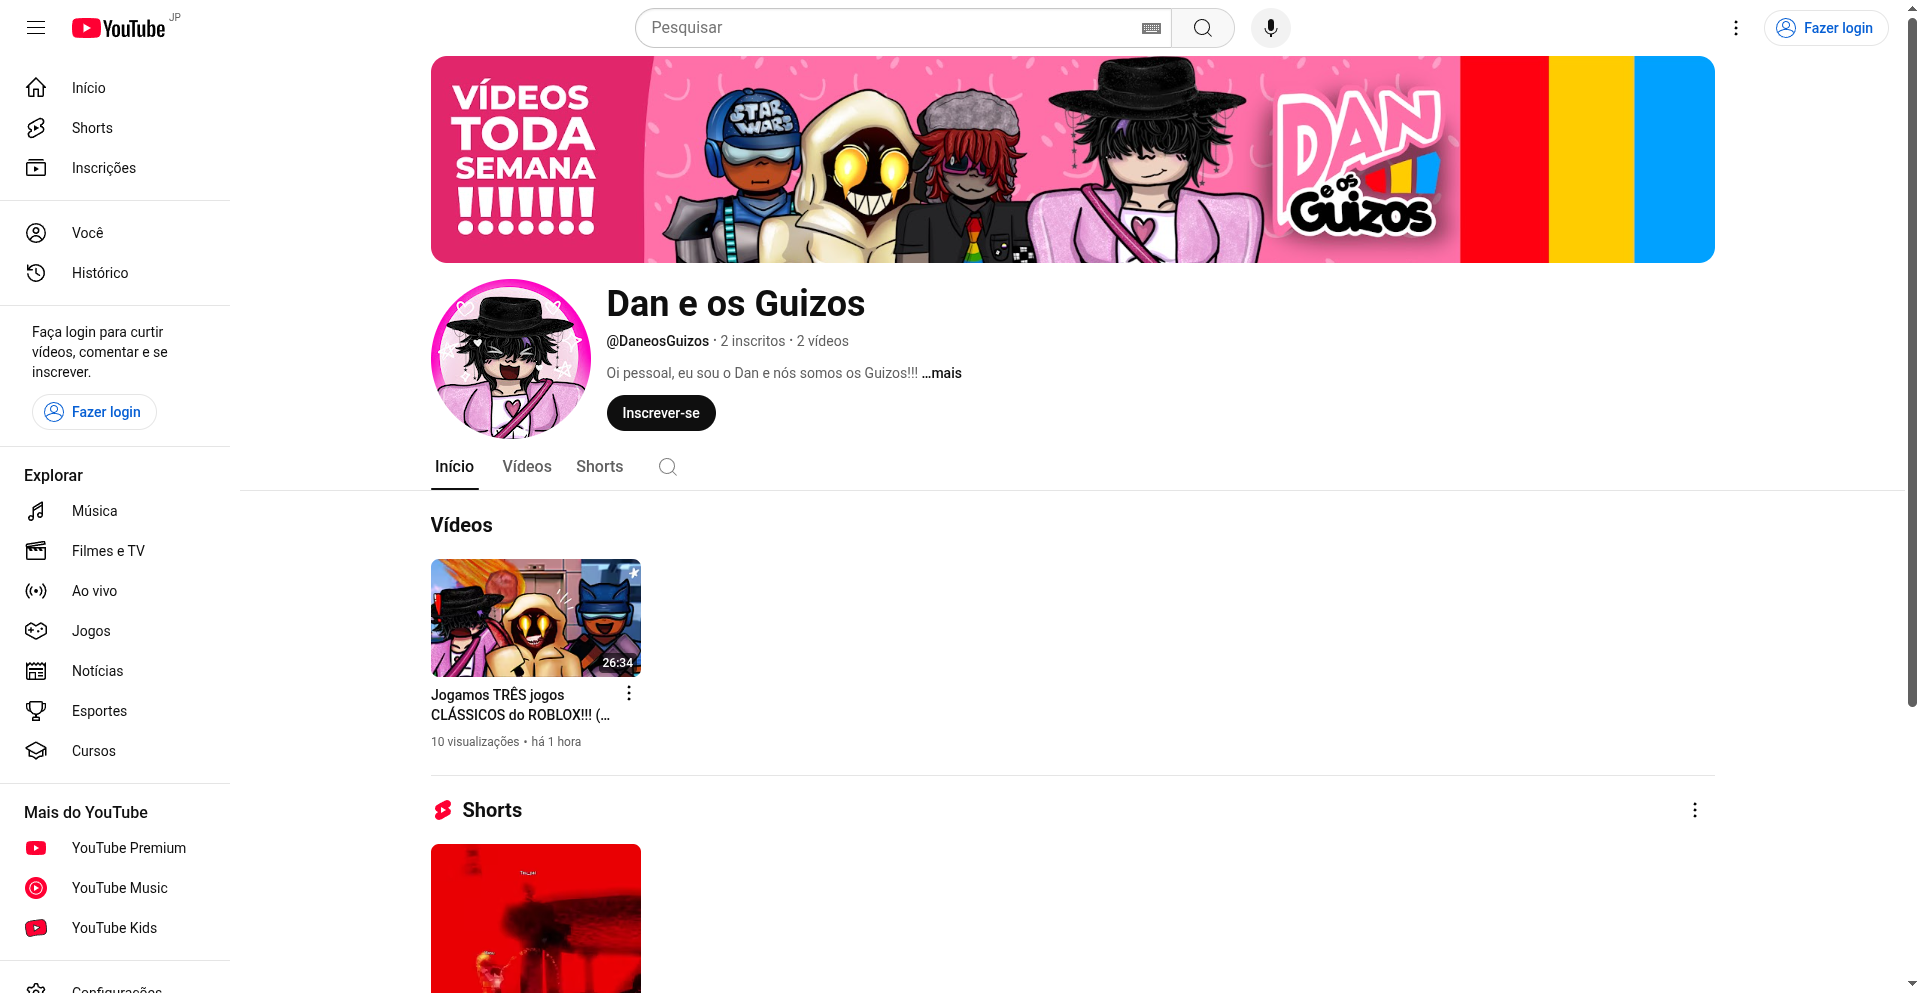 YouTube
JP
Pesquisar
Fazer login
Início
Shorts
Inscrições
Você
Histórico
Faça login para curtir
vídeos, comentar e se
inscrever.
Fazer login
Explorar
Música
Filmes e TV
Ao vivo
Jogos
Notícias
Esportes
Cursos
Mais do YouTube
YouTube Premium
YouTube Music
YouTube Kids
Configurações
VÍDEOS
TODA
SEMANA
!!!!!!!
STAR
WARS
DAN
e os
Guizos
Dan e os Guizos
@DaneosGuizos · 2 inscritos · 2 vídeos
Oi pessoal, eu sou o Dan e nós somos os Guizos!!! ...mais
Inscrever-se
Início
Vídeos
Shorts
Vídeos
26:34
Jogamos TRÊS jogos
CLÁSSICOS do ROBLOX!!! (...
10 visualizações • há 1 hora
Shorts